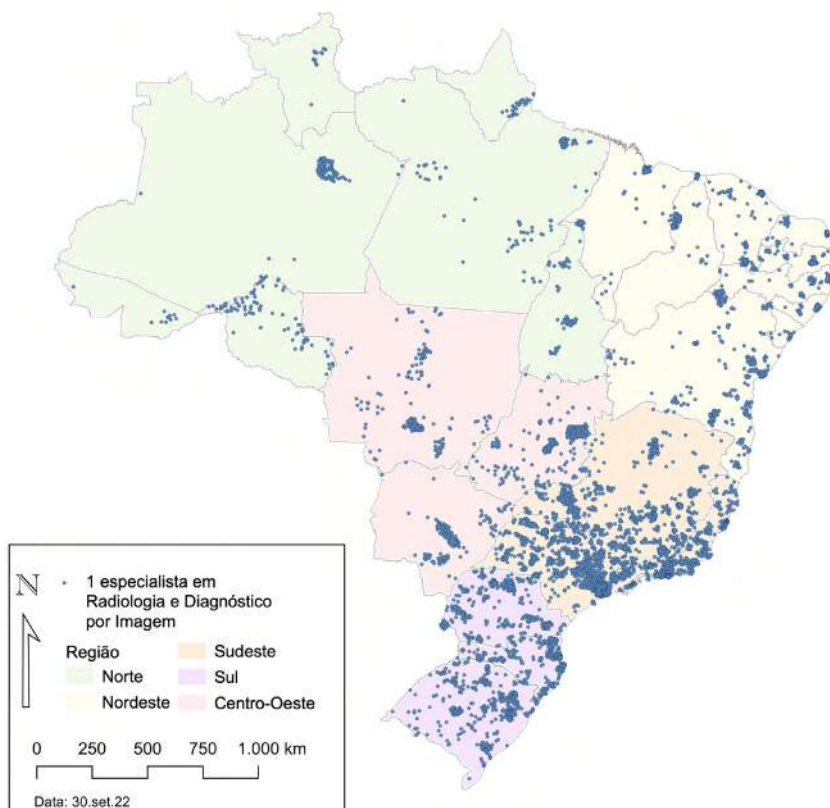 N
1 especialista em
Radiologia e Diagnóstico
por Imagem
Região
Norte
Nordeste
Sudeste
Sul
Centro-Oeste
0 250 500 750 1.000 km
Data: 30.set.22